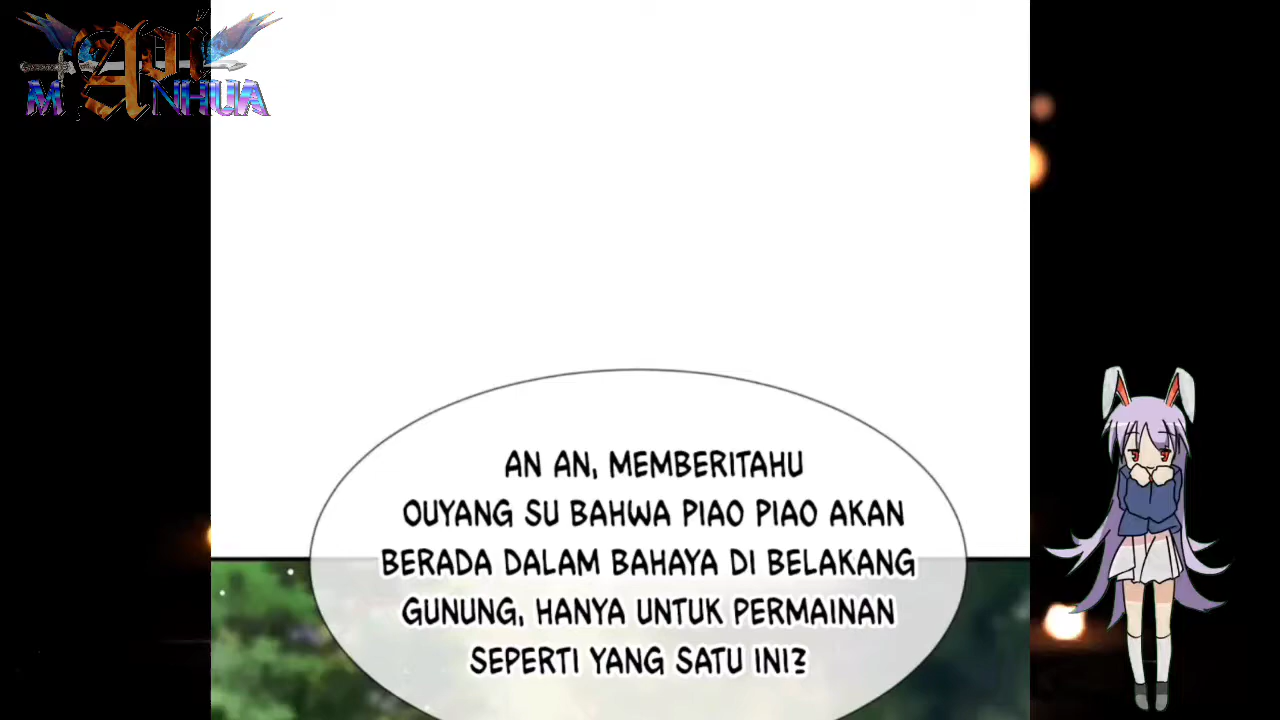 Api
MANHUA
AN AN, MEMBERITAHU
OUYANG SU BAHWA PIAO PIAO AKAN
BERADA DALAM BAHAYA DI BELAKANG
GUNUNG, HANYA UNTUK PERMAINAN
SEPERTI YANG SATU INI?